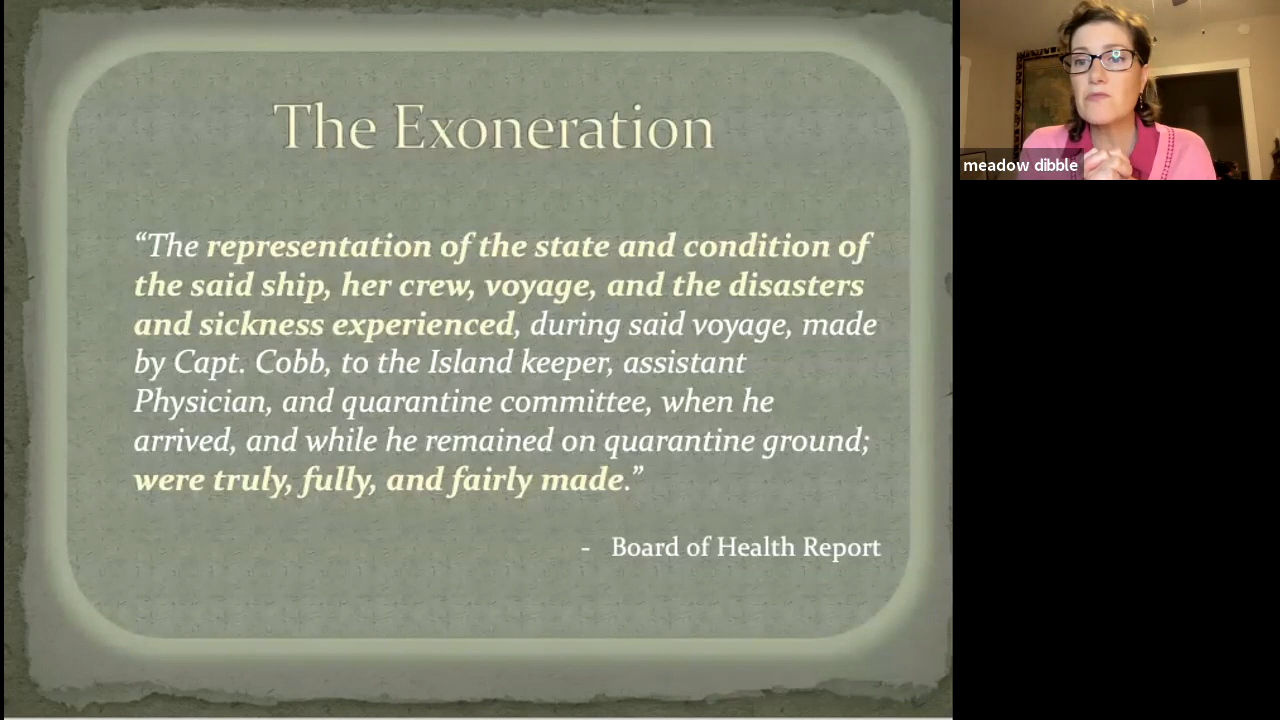 The Exoneration
“The representation of the state and condition of
the said ship, her crew, voyage, and the disasters
and sickness experienced, during said voyage, made
by Capt. Cobb, to the Island keeper, assistant
Physician, and quarantine committee, when he
arrived, and while he remained on quarantine ground;
were truly, fully, and fairly made.”
- Board of Health Report
meadow dibble